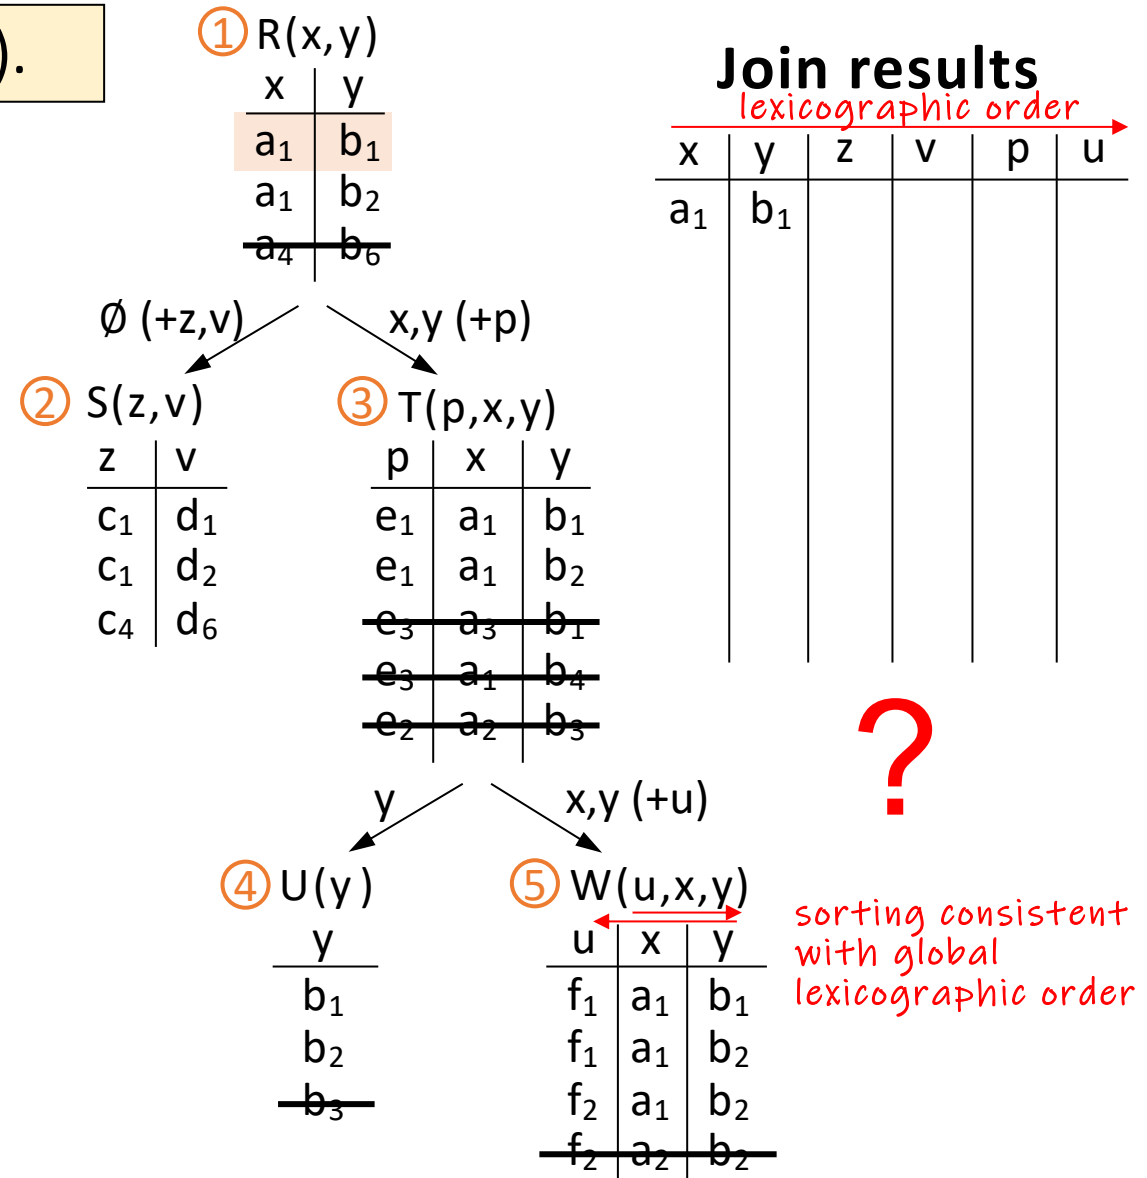 ).
① R(x,y)
x y
a₁ b₁
a₁ b₂
a₄ b₆
Ø (+z,v)
x,y (+p)
② S(z,v)
z v
c₁ d₁
c₁ d₂
c₄ d₆
③ T(p,x,y)
p x y
e₁ a₁ b₁
e₁ a₁ b₂
e₃ a₃ b₁
e₃ a₁ b₄
e₂ a₂ b₃
y
x,y (+u)
④ U(y)
y
b₁
b₂
b₃
⑤ W(u,x,y)
u x y
f₁ a₁ b₁
f₁ a₁ b₂
f₂ a₁ b₂
f₂ a₂ b₂
Join results
lexicographic order
x y z v p u
a₁ b₁
?
sorting consistent
with global
lexicographic order